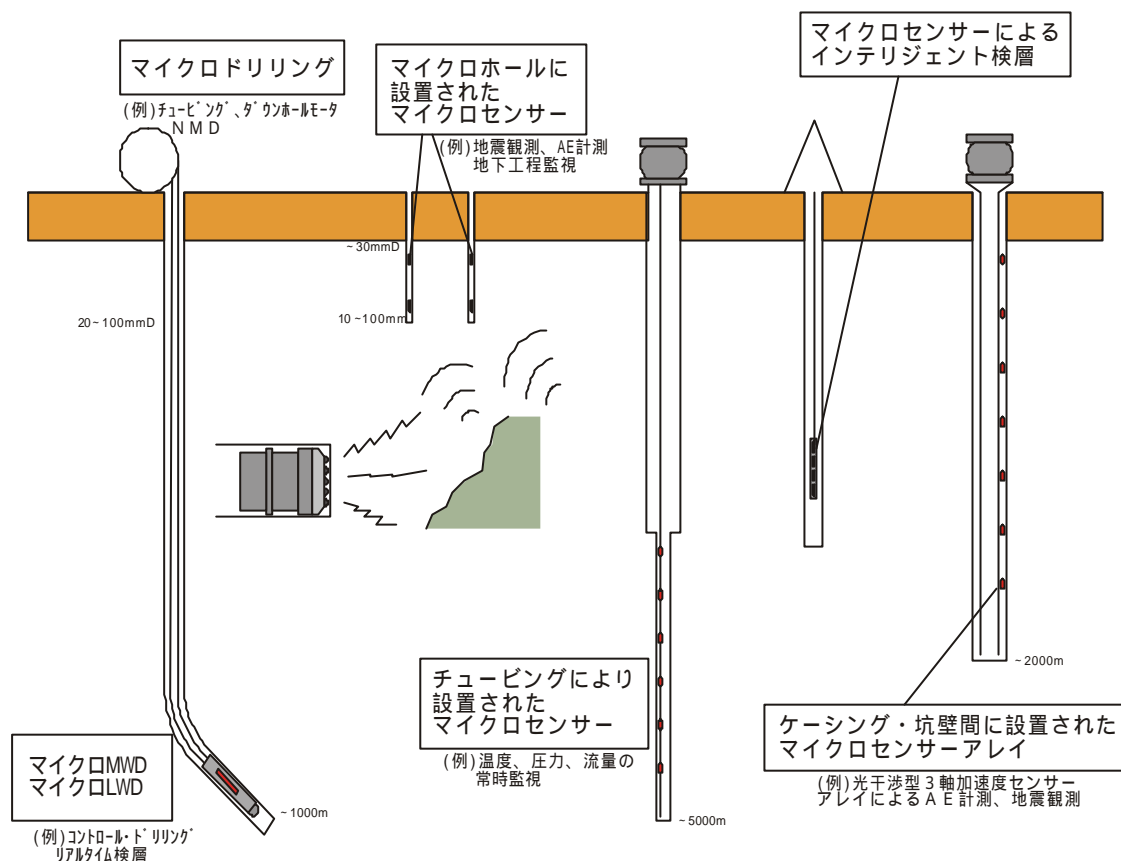 マイクロドリリング
(例)ﾁｭｰﾋﾞﾝｸﾞ、ﾀﾞｳﾝﾎｰﾙﾓｰﾀ
ＮＭＤ
マイクロホールに
設置された
マイクロセンサー
(例)地震観測、AE計測
地下工程監視
マイクロセンサーによる
インテリジェント検層
~30mmD
10~100mm
20~100mmD
チュービングにより
設置された
マイクロセンサー
(例)温度、圧力、流量の
常時監視
~5000m
~2000m
ケーシング・坑壁間に設置された
マイクロセンサーアレイ
(例)光干渉型３軸加速度センサー
アレイによるＡＥ計測、地震観測
マイクロMWD
マイクロLWD
(例)ｺﾝﾄﾛｰﾙ･ﾄﾞﾘﾘﾝｸﾞ
ﾘｱﾙﾀｲﾑ検層
~1000m